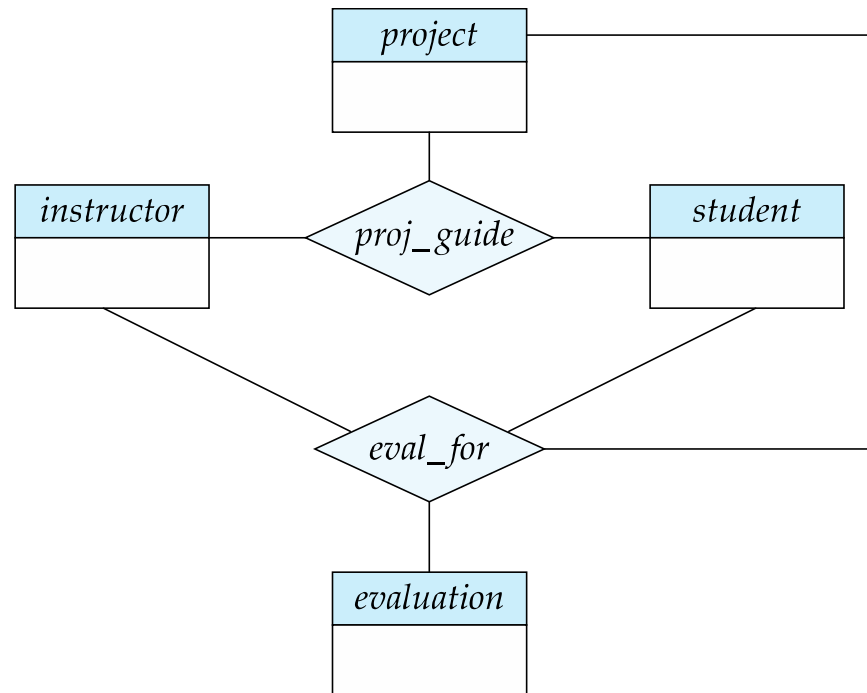 project
instructor
proj_guide
student
eval_for
evaluation